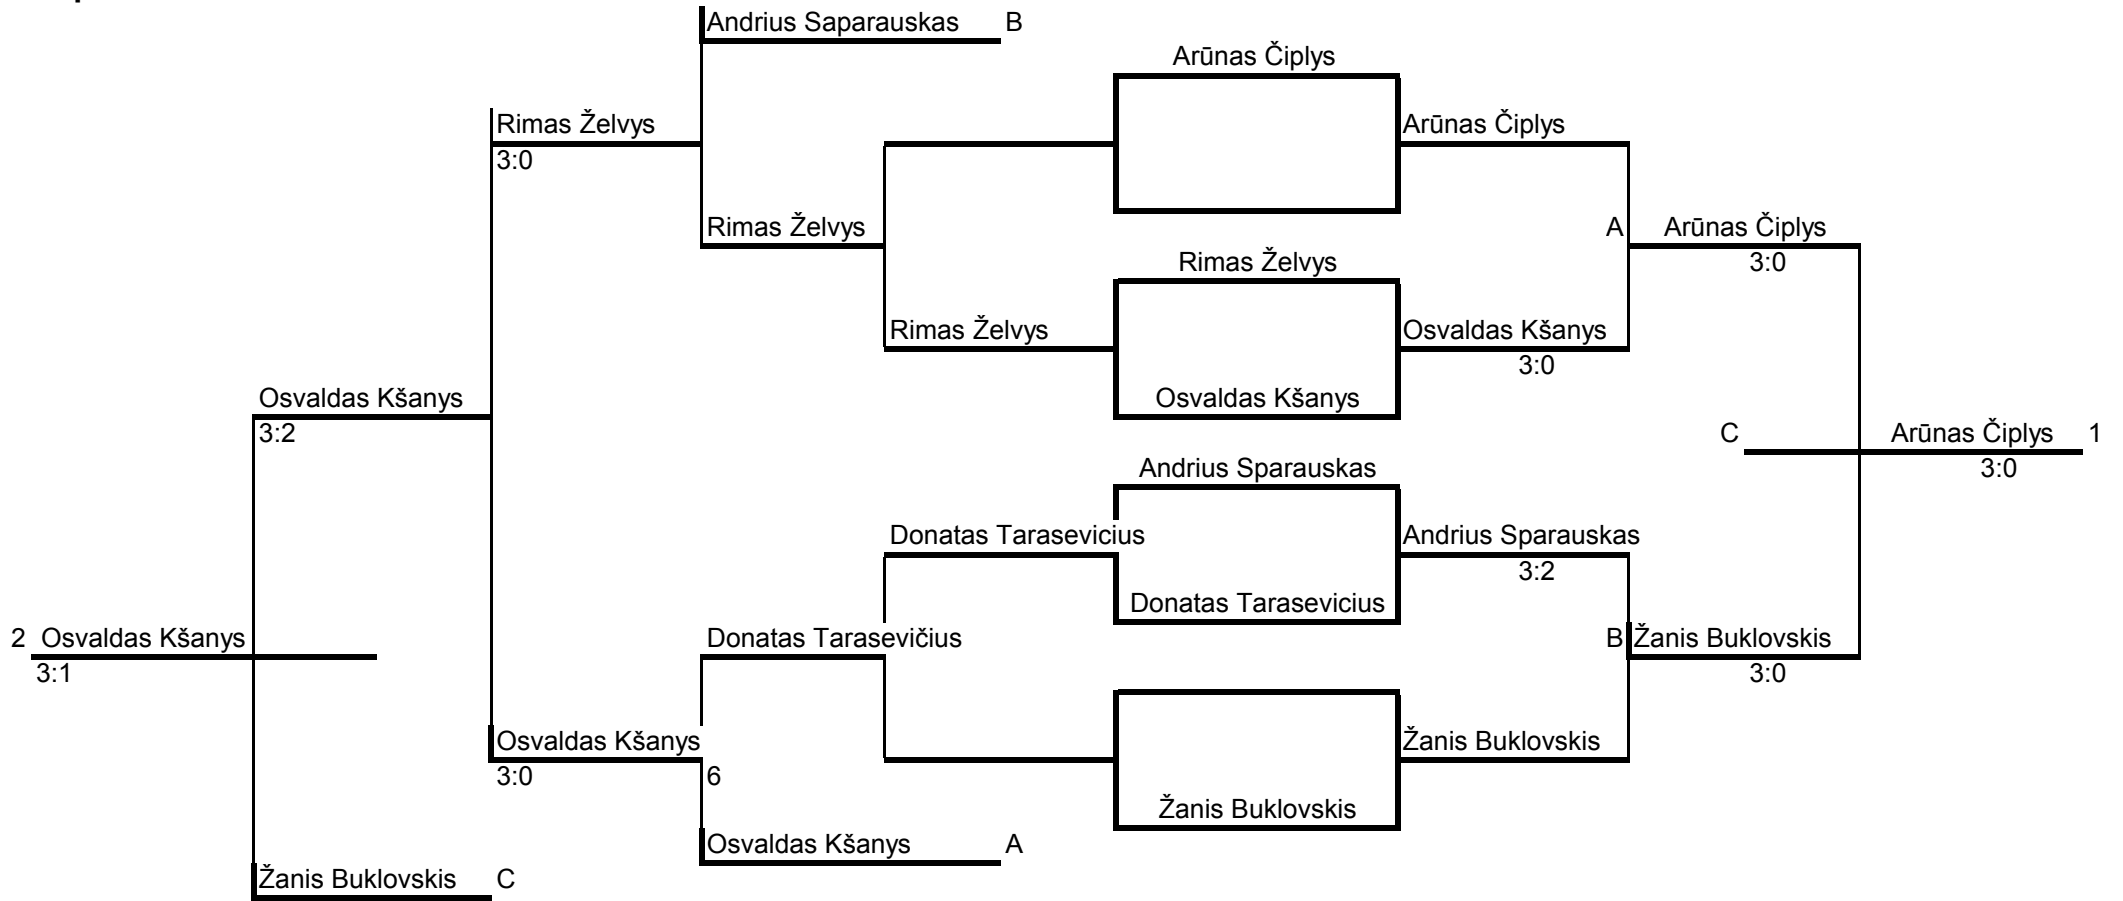 Andrius Saparauskas B
Arūnas Čiplys
Rimas Želvys
Arūnas Čiplys
3:0
Rimas Želvys
A Arūnas Čiplys
Rimas Želvys
3:0
Rimas Želvys
Osvaldas Kšanys
3:0
Osvaldas Kšanys
Osvaldas Kšanys
3:2
C Arūnas Čiplys 1
Andrius Sparauskas
3:0
Donatas Tarasevicius
Andrius Sparauskas
3:2
Donatas Tarasevicius
2 Osvaldas Kšanys
Donatas Tarasevičius
B Žanis Buklovskis
3:1
3:0
Osvaldas Kšanys
Žanis Buklovskis
3:0
6
Žanis Buklovskis
Osvaldas Kšanys A
Žanis Buklovskis C